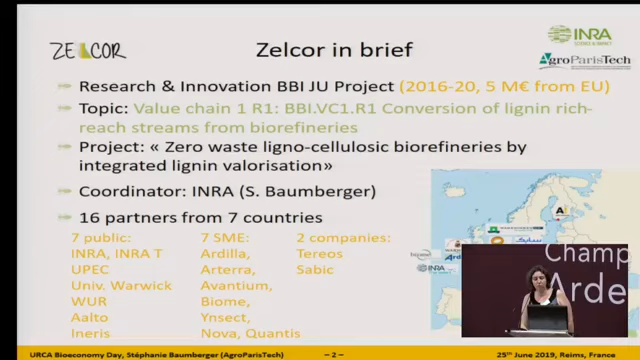 ZELCOR
Zelcor in brief
INRA
SCIENCE & IMPACT
AgroParisTech
Research & Innovation BBI JU Project (2016-20, 5 M€ from EU)
Topic: Value chain 1 R1: BBI.VC1.R1 Conversion of lignin rich-
reach streams from biorefineries
Project: « Zero waste ligno-cellulosic biorefineries by
integrated lignin valorisation»
Coordinator: INRA (S. Baumberger)
16 partners from 7 countries
7 public:
INRA, INRA T
UPEC
Univ. Warwick
WUR
Aalto
Ineris
7 SME:
Ardilla,
Arterra,
Avantium,
Biome,
Ynsect,
Nova, Quantis
2 companies:
Tereos
Sabic
INRA
Champ
Arde
URCA Bioeconomy Day, Stéphanie Baumberger (AgroParisTech)
– 2 –
25th June 2019, Reims, France